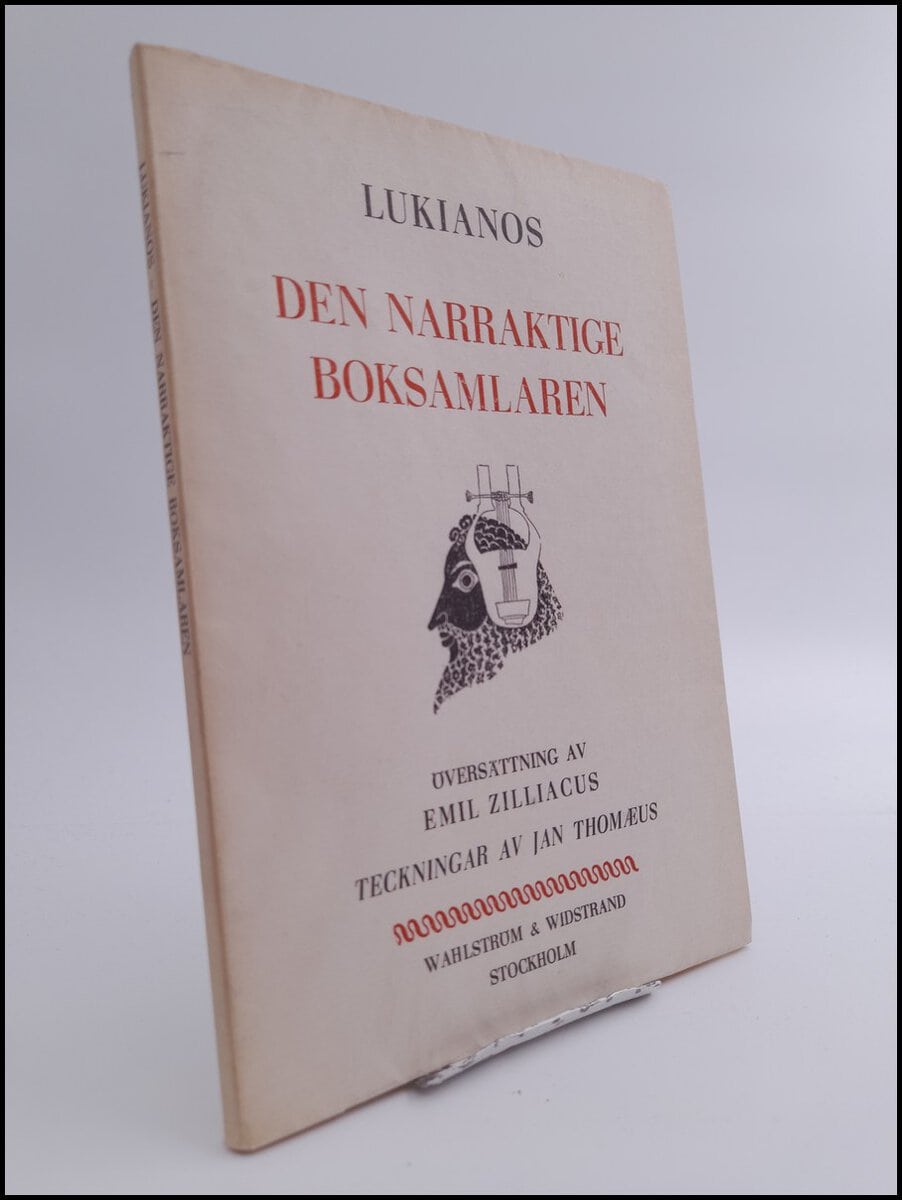 LUKIANOS
DEN NARRAKTIGE
BOKSAMLAREN
ÖVERSÄTTNING AV
EMIL ZILLIACUS
TECKNINGAR AV JAN THOMÆUS
WAHLSTRÖM & WIDSTRAND
STOCKHOLM
LUKIANOS – DEN NARRAKTIGE BOKSAMLAREN